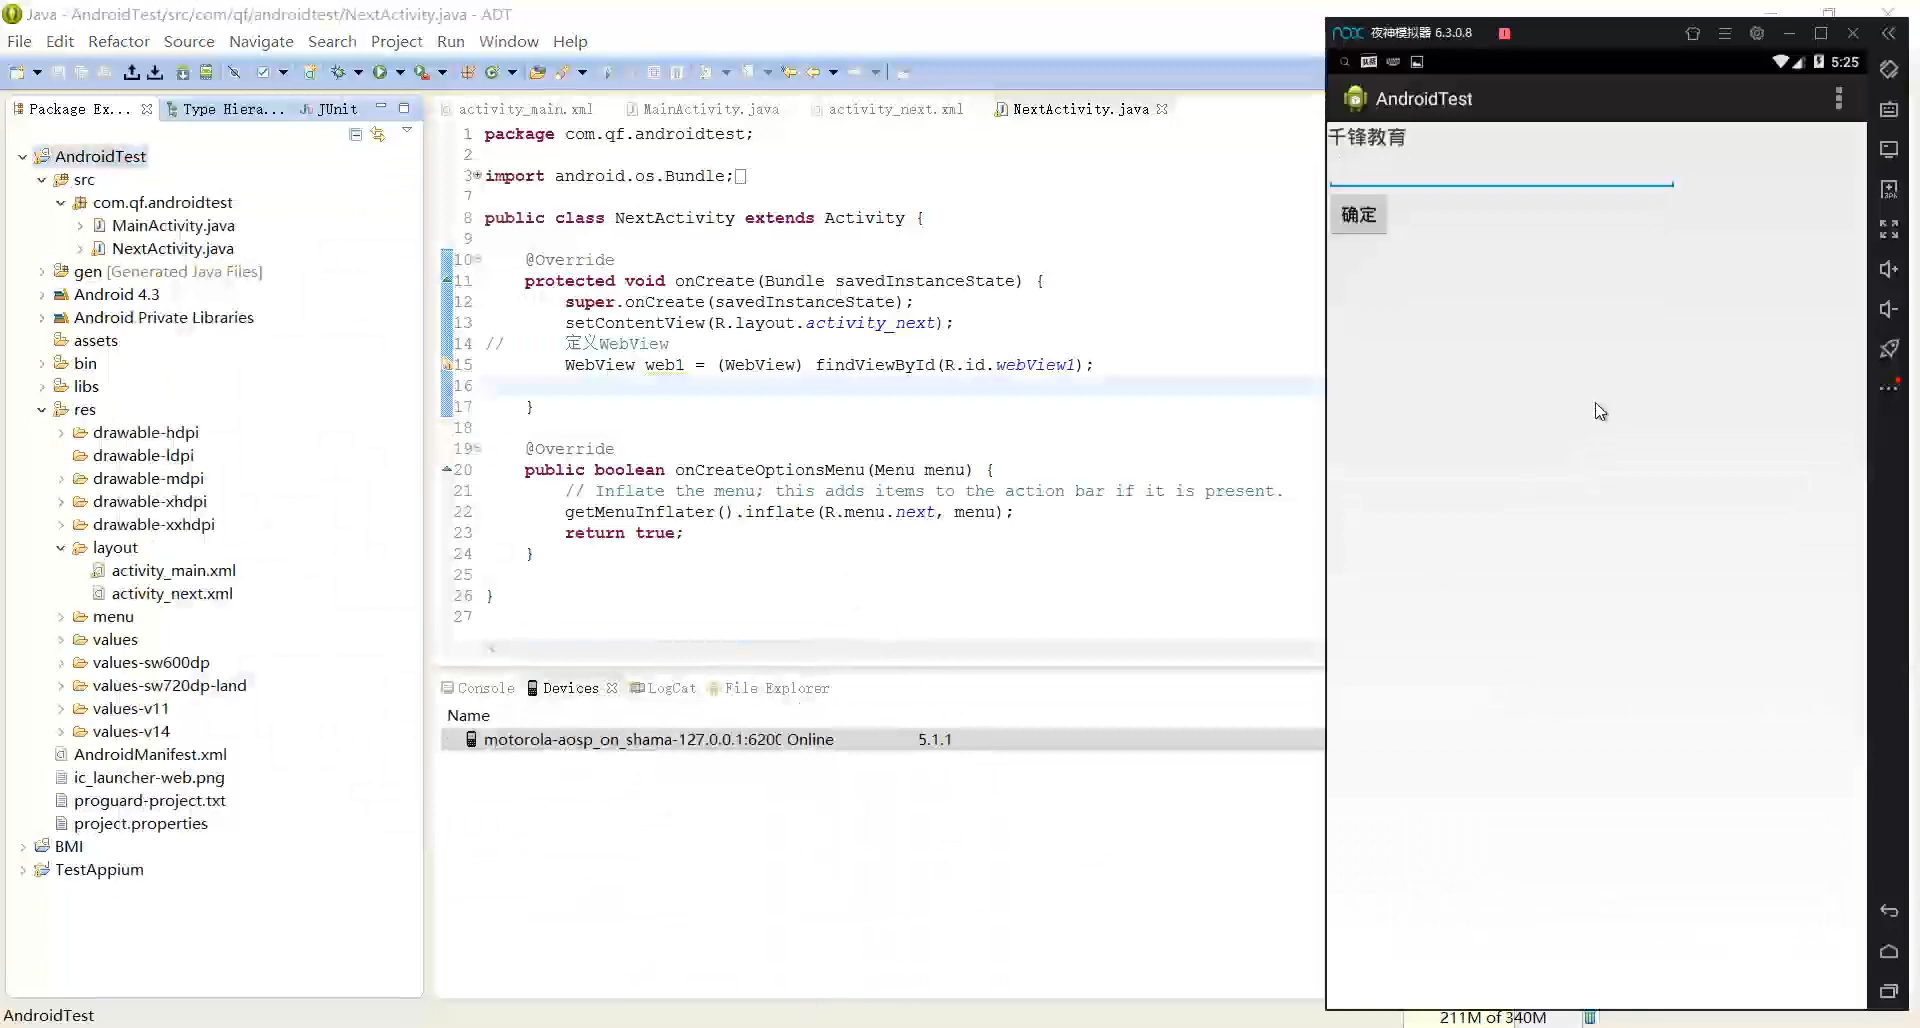 Java - AndroidTest/src/com/qf/androidtest/NextActivity.java - ADT
File Edit Refactor Source Navigate Search Project Run Window Help
Package Ex... Type Hiera... JUnit
AndroidTest
src
com.qf.androidtest
MainActivity.java
NextActivity.java
gen [Generated Java Files]
Android 4.3
Android Private Libraries
assets
bin
libs
res
drawable-hdpi
drawable-ldpi
drawable-mdpi
drawable-xhdpi
drawable-xxhdpi
layout
activity_main.xml
activity_next.xml
menu
values
values-sw600dp
values-sw720dp-land
values-v11
values-v14
AndroidManifest.xml
ic_launcher-web.png
proguard-project.txt
project.properties
BMI
TestAppium
activity_main.xml MainActivity.java activity_next.xml NextActivity.java
1 package com.qf.androidtest;
2
3 import android.os.Bundle;
7
8 public class NextActivity extends Activity {
9
10 @Override
11 protected void onCreate(Bundle savedInstanceState) {
12 super.onCreate(savedInstanceState);
13 setContentView(R.layout.activity_next);
14 // 定义WebView
15 WebView web1 = (WebView) findViewById(R.id.webView1);
16
17 }
18
19 @Override
20 public boolean onCreateOptionsMenu(Menu menu) {
21 // Inflate the menu; this adds items to the action bar if it is present.
22 getMenuInflater().inflate(R.menu.next, menu);
23 return true;
24 }
25
26 }
27
Console Devices LogCat File Explorer
Name
motorola-aosp_on_shama-127.0.0.1:6200 Online 5.1.1
nox 夜神模拟器 6.3.0.8
5:25
AndroidTest
千锋教育
确定
AndroidTest
211M of 340M